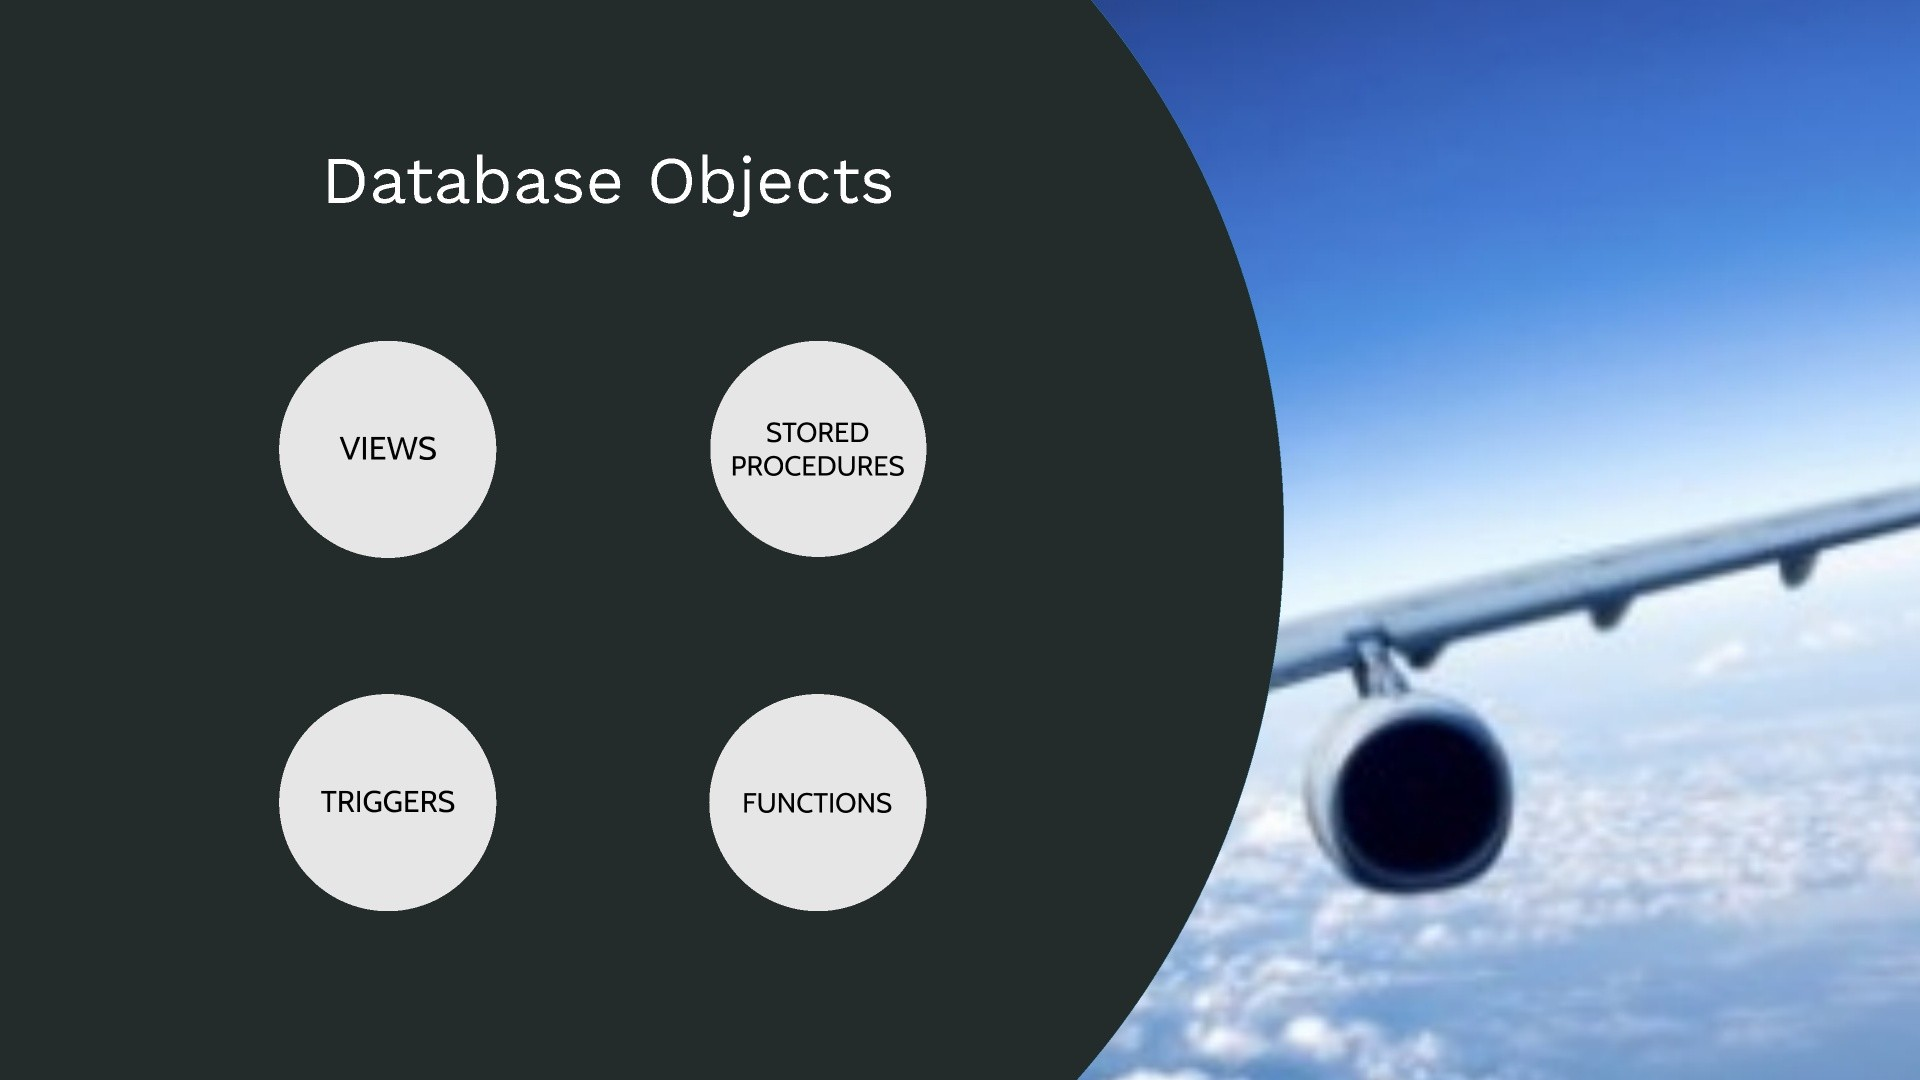 Database Objects
VIEWS
STORED
PROCEDURES
TRIGGERS
FUNCTIONS